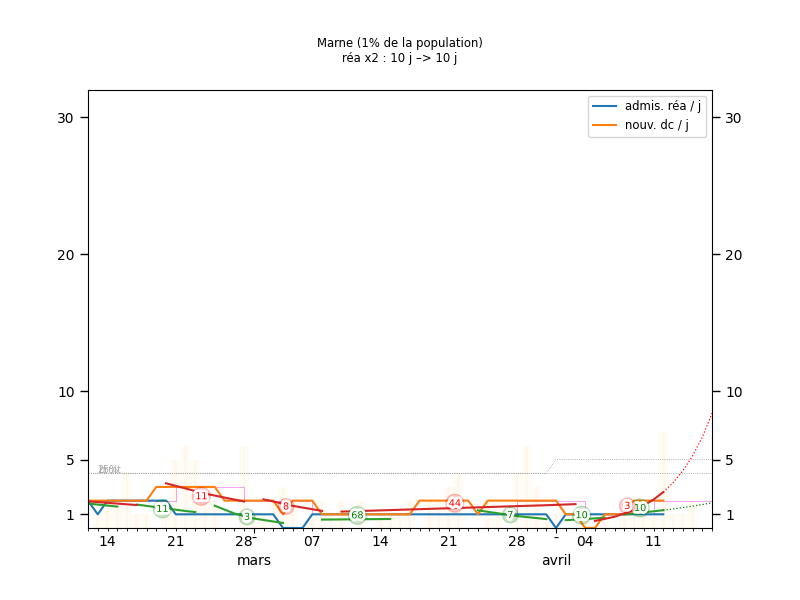 Marne (1% de la population)
réa x2 : 10 j –> 10 j
admis. réa / j
nouv. dc / j
30 30
20 20
10 10
5 5
1 1
11 11 3 8 68 44 7 10 3 10
14 21 28 - 07 14 21 28 - 04 11
mars avril